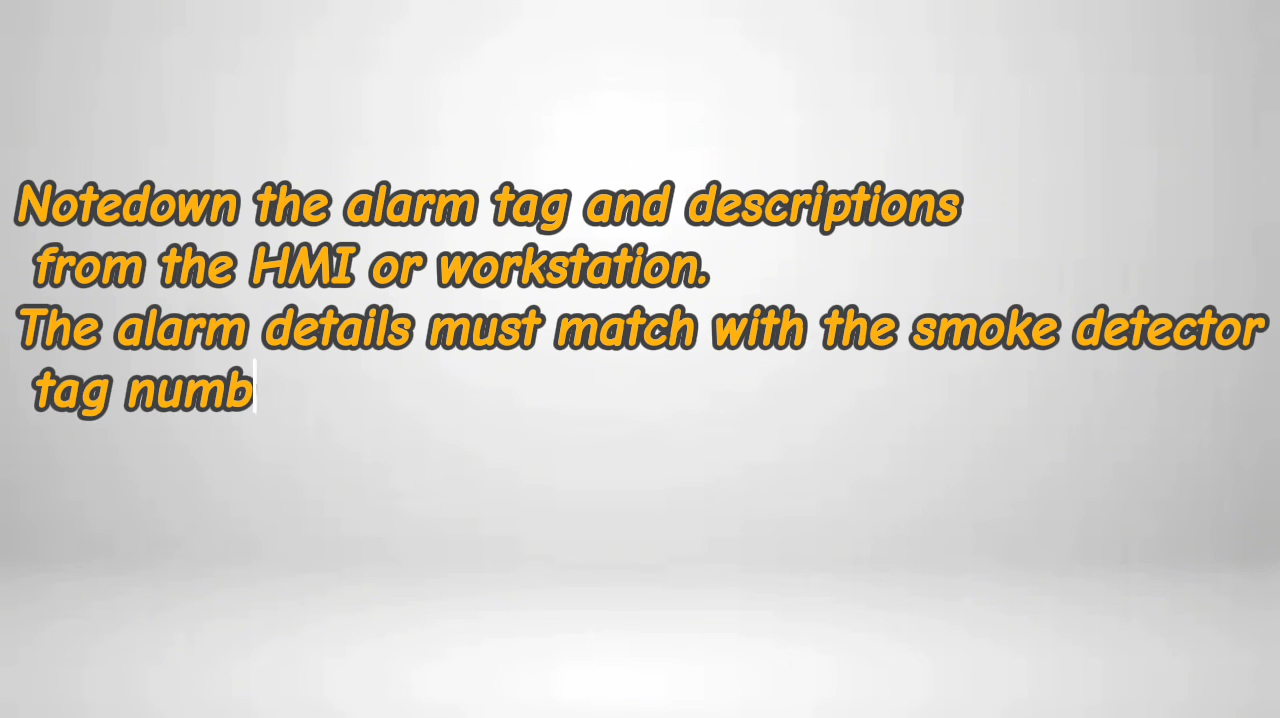 Notedown the alarm tag and descriptions
from the HMI or workstation.
The alarm details must match with the smoke detector
tag numb